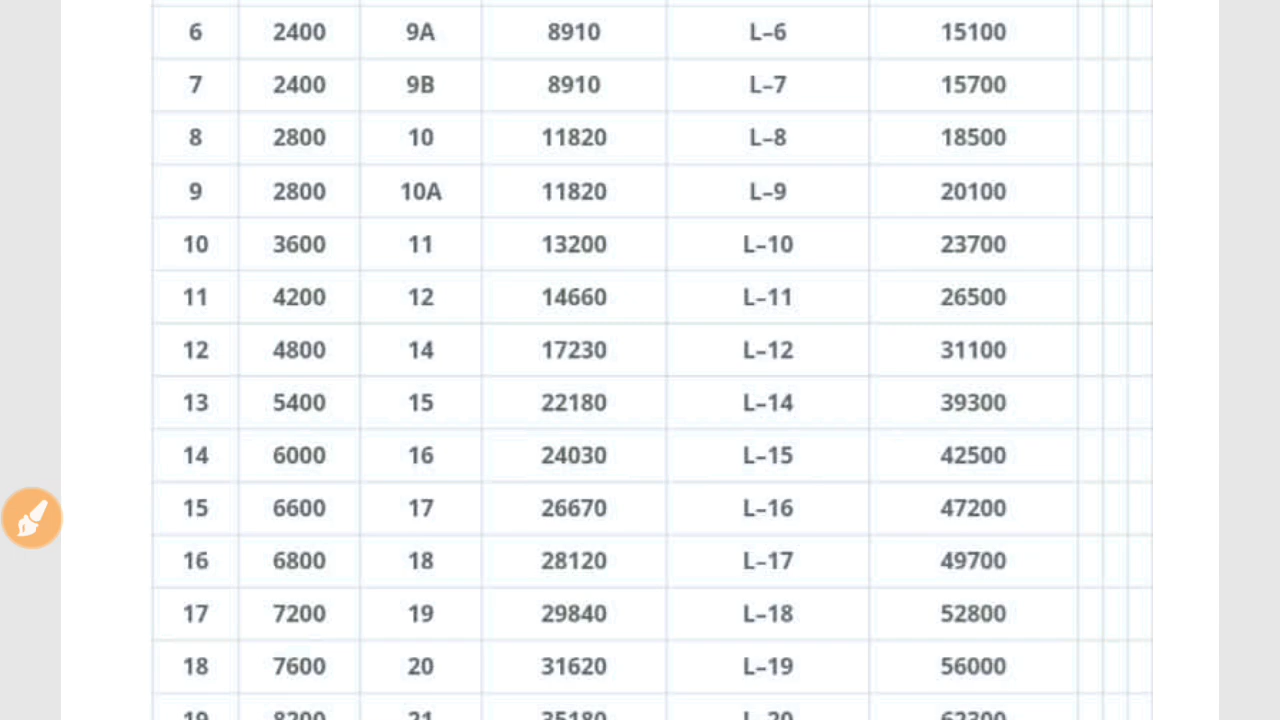 6 2400 9A 8910 L–6 15100
7 2400 9B 8910 L–7 15700
8 2800 10 11820 L–8 18500
9 2800 10A 11820 L–9 20100
10 3600 11 13200 L–10 23700
11 4200 12 14660 L–11 26500
12 4800 14 17230 L–12 31100
13 5400 15 22180 L–14 39300
14 6000 16 24030 L–15 42500
15 6600 17 26670 L–16 47200
16 6800 18 28120 L–17 49700
17 7200 19 29840 L–18 52800
18 7600 20 31620 L–19 56000
19 8200 21 35180 L–20 62300